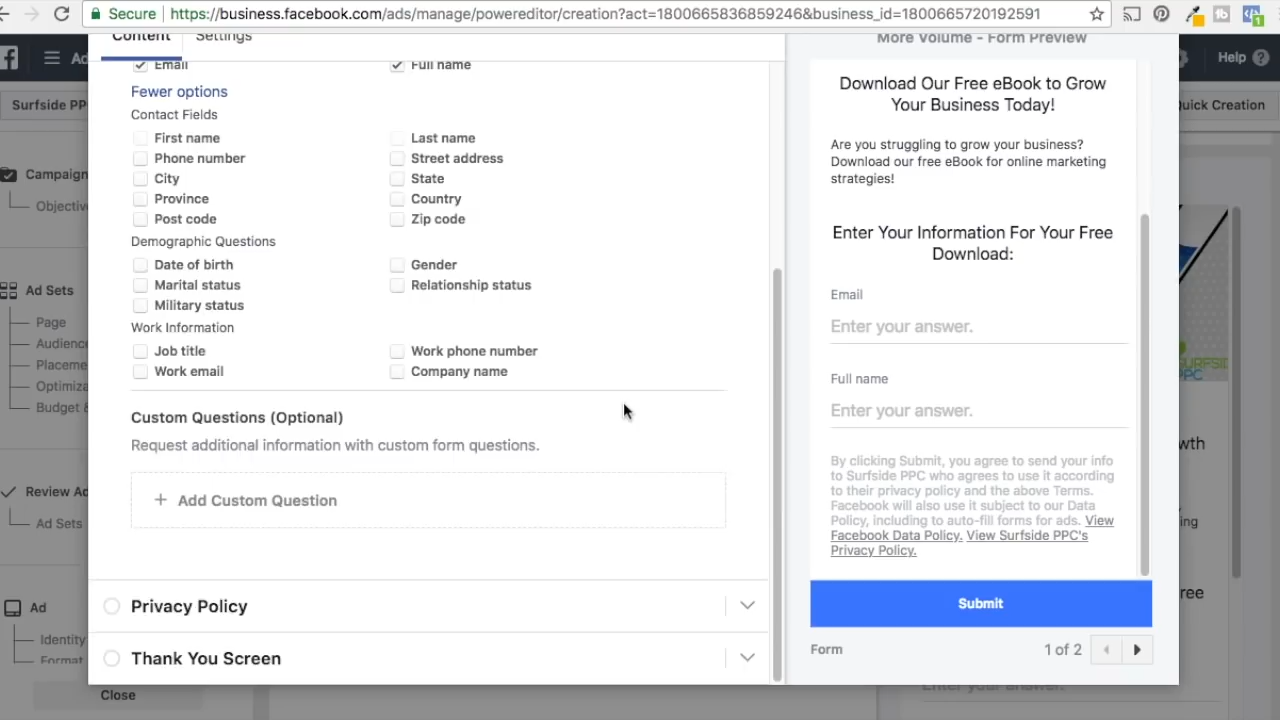 Secure
https://business.facebook.com/ads/manage/powereditor/creation?act=1800665836859246&business_id=1800665720192591
Content Settings
More Volume - Form Preview
Help
Surfside PP
Quick Creation
Email
Full name
Fewer options
Contact Fields
First name
Last name
Phone number
Street address
City
State
Province
Country
Post code
Zip code
Demographic Questions
Date of birth
Gender
Marital status
Relationship status
Military status
Work Information
Job title
Work phone number
Work email
Company name
Custom Questions (Optional)
Request additional information with custom form questions.
+ Add Custom Question
Privacy Policy
Thank You Screen
Download Our Free eBook to Grow
Your Business Today!
Are you struggling to grow your business?
Download our free eBook for online marketing
strategies!
Enter Your Information For Your Free
Download:
Email
Enter your answer.
Full name
Enter your answer.
By clicking Submit, you agree to send your info
to Surfside PPC who agrees to use it according
to their privacy policy and the above Terms.
Facebook will also use it subject to our Data
Policy, including to auto-fill forms for ads. View
Facebook Data Policy. View Surfside PPC's
Privacy Policy.
Submit
Form
1 of 2
Campaign
Objectiv
Ad Sets
Page
Audienc
Placeme
Optimiza
Budget &
Review Ad
Ad Sets
Ad
Identity
Format
Close